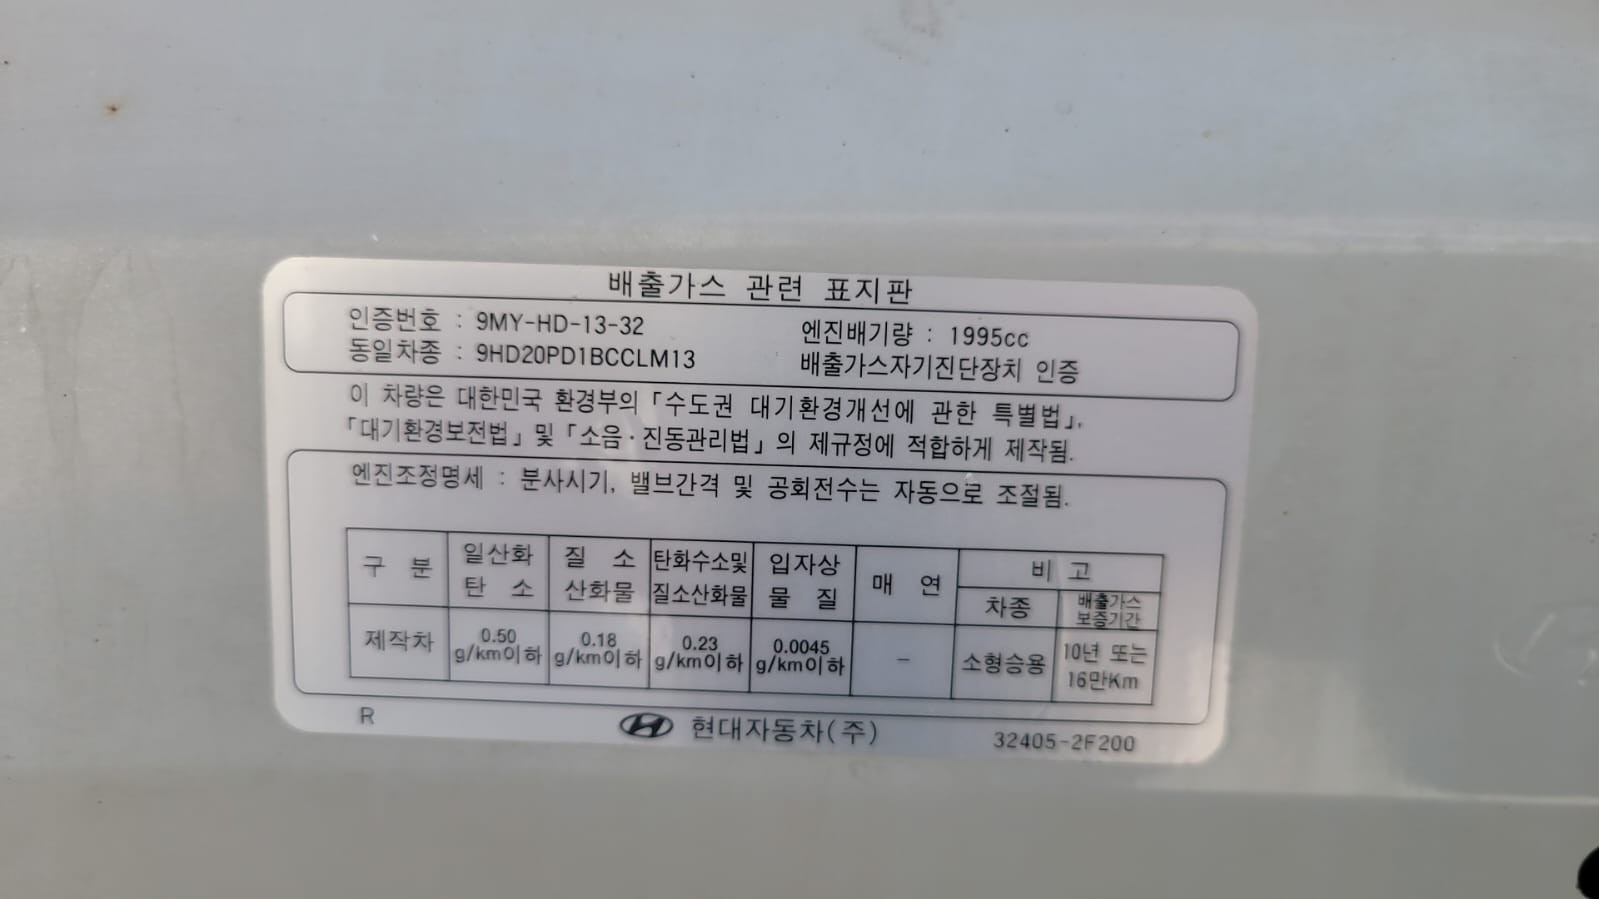 배출가스 관련 표지판
인증번호 : 9MY-HD-13-32 엔진배기량 : 1995cc
동일차종 : 9HD20PD1BCCLM13 배출가스자기진단장치 인증
이 차량은 대한민국 환경부의 「수도권 대기환경개선에 관한 특별법」,
「대기환경보전법」 및 「소음·진동관리법」의 제규정에 적합하게 제작됨.
엔진조정명세 : 분사시기, 밸브간격 및 공회전수는 자동으로 조절됨.
구 분 일산화 탄 소 질 소 산화물 탄화수소및 질소산화물 입자상 물 질 매 연 비 고
차종 배출가스 보증기간
제작차 0.50 g/km이하 0.18 g/km이하 0.23 g/km이하 0.0045 g/km이하 - 소형승용 10년 또는 16만Km
R 현대자동차(주) 32405-2F200